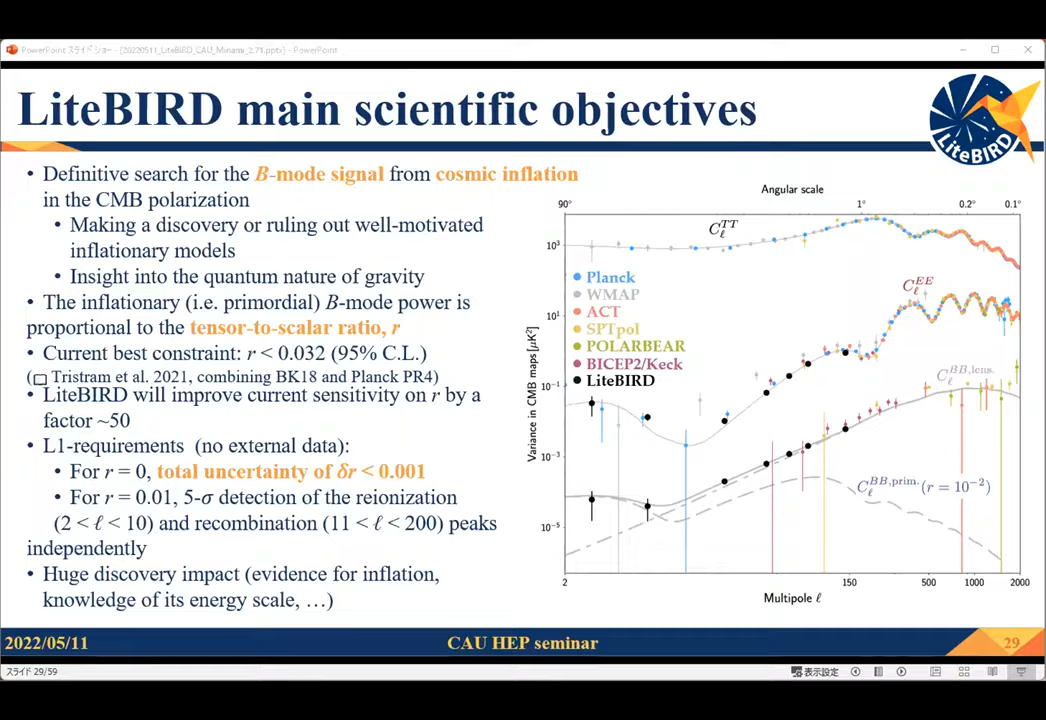 PowerPoint スライド ショー - [20220511_LiteBIRD_CAU_Minami_2.71.pptx] - PowerPoint
LiteBIRD main scientific objectives
LiteBIRD
• Definitive search for the B-mode signal from cosmic inflation
in the CMB polarization
• Making a discovery or ruling out well-motivated
inflationary models
• Insight into the quantum nature of gravity
• The inflationary (i.e. primordial) B-mode power is
proportional to the tensor-to-scalar ratio, r
• Current best constraint: r < 0.032 (95% C.L.)
(Tristram et al. 2021, combining BK18 and Planck PR4)
• LiteBIRD will improve current sensitivity on r by a
factor ~50
• L1-requirements (no external data):
• For r = 0, total uncertainty of δr < 0.001
• For r = 0.01, 5-σ detection of the reionization
(2 < ℓ < 10) and recombination (11 < ℓ < 200) peaks
independently
• Huge discovery impact (evidence for inflation,
knowledge of its energy scale, …)
Angular scale
90° 1° 0.2° 0.1°
C_ℓ^TT
10³
Planck
WMAP
ACT
SPTpol
POLARBEAR
BICEP2/Keck
LiteBIRD
C_ℓ^EE
10¹
Variance in CMB maps [μK²]
10⁻¹
C_ℓ^BB,lens.
10⁻³
C_ℓ^BB,prim.(r = 10⁻²)
10⁻⁵
2 150 500 1000 2000
Multipole ℓ
2022/05/11
CAU HEP seminar
29
スライド 29/59
表示設定